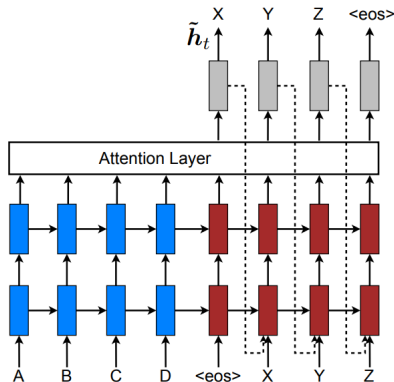 X Y Z <eos>
h̃ₜ
Attention Layer
A B C D <eos> X Y Z